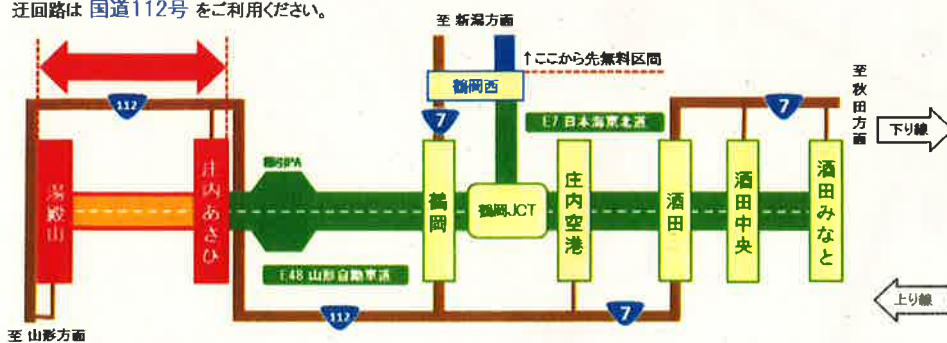 迂回路は 国道112号 をご利用ください。
至 新潟方面
↑ここから先無料区間
鶴岡西
至 秋田方面
112
7
7
E7 日本海東北道
下り線
湯殿山
庄内あさひ
櫛引PA
鶴岡
鶴岡JCT
庄内空港
酒田
酒田中央
酒田みなと
E48 山形自動車道
上り線
112
7
至 山形方面